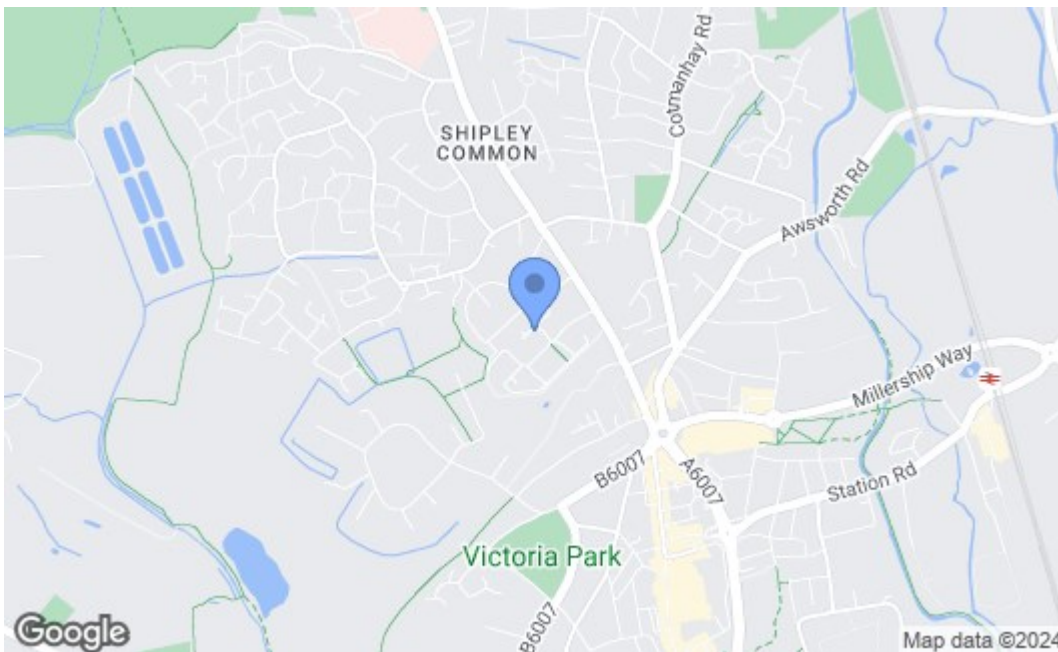 Cotmanhay Rd
SHIPLEY
COMMON
Awsworth Rd
Millership Way
B6007
A6007
Station Rd
Victoria Park
B6007
Google
Map data ©2024